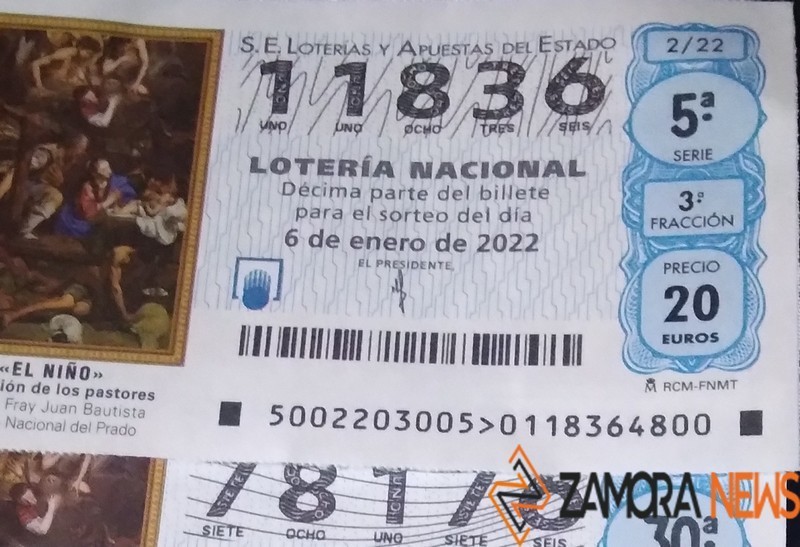 S.E. LOTERÍAS Y APUESTAS DEL ESTADO
11836
UNO UNO OCHO TRES SEIS
LOTERÍA NACIONAL
Décima parte del billete
para el sorteo del día
6 de enero de 2022
EL PRESIDENTE,
2/22
5ª
SERIE
3ª
FRACCIÓN
PRECIO
20
EUROS
RCM-FNMT
«EL NIÑO»
ión de los pastores
Fray Juan Bautista
Nacional del Prado
5002203005>0118364800
78176
SIETE OCHO UNO SIETE SEIS
30ª
ZAMORA NEWS